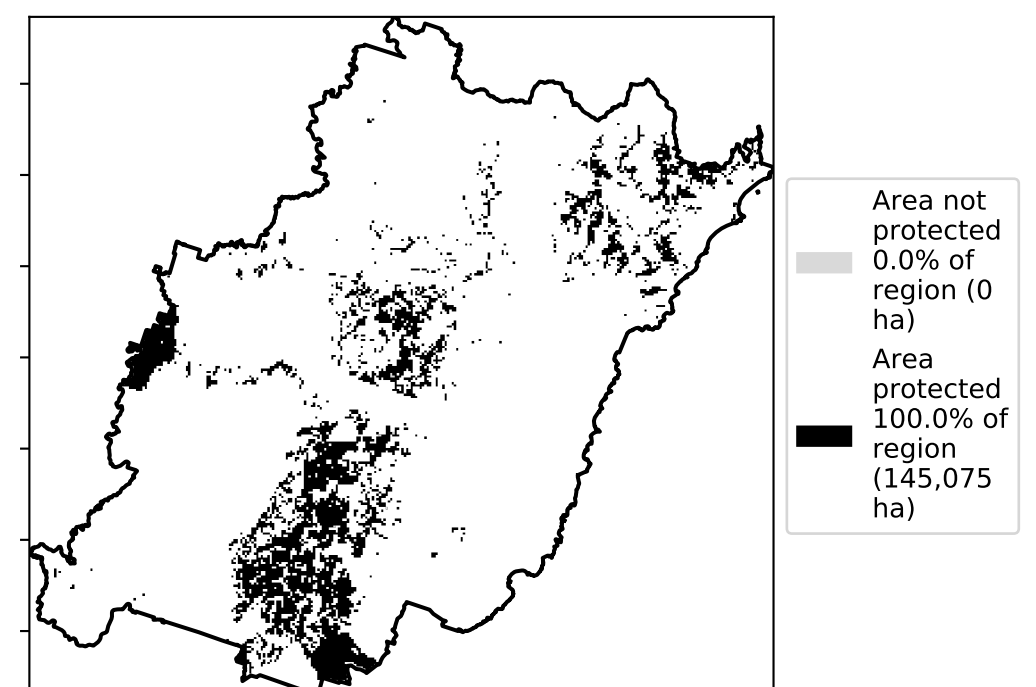 Area not
protected
0.0% of
region (0
ha)
Area
protected
100.0% of
region
(145,075
ha)